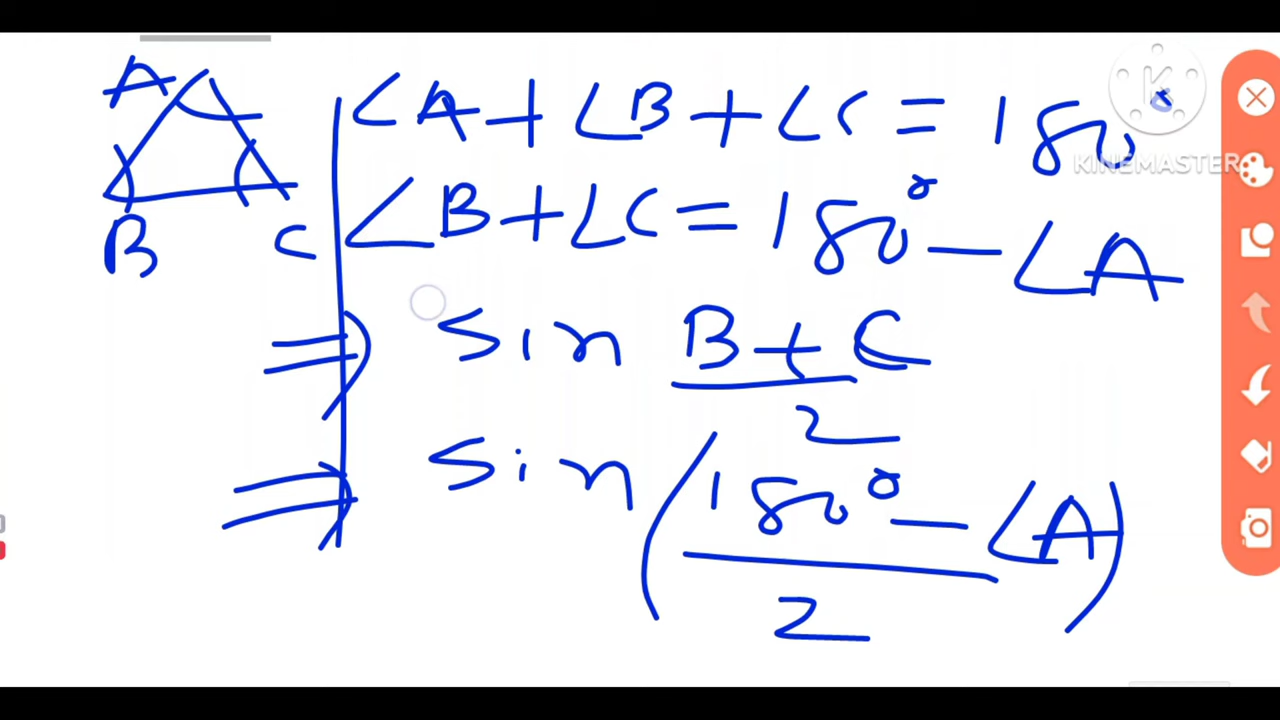 A
B C
∠A + ∠B + ∠C = 180°
∠B + ∠C = 180° — ∠A
⇒ Sin B + C / 2
⇒ Sin (180° — ∠A / 2)
KINEMASTER